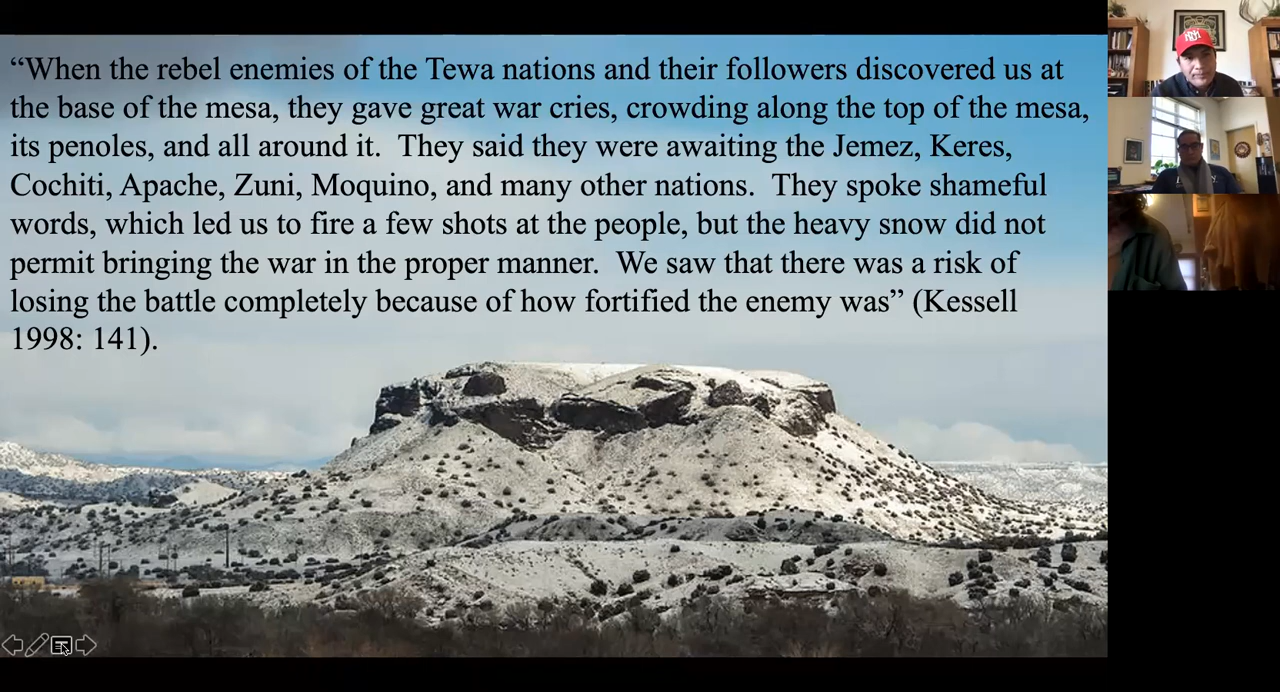 “When the rebel enemies of the Tewa nations and their followers discovered us at
the base of the mesa, they gave great war cries, crowding along the top of the mesa,
its penoles, and all around it.  They said they were awaiting the Jemez, Keres,
Cochiti, Apache, Zuni, Moquino, and many other nations.  They spoke shameful
words, which led us to fire a few shots at the people, but the heavy snow did not
permit bringing the war in the proper manner.  We saw that there was a risk of
losing the battle completely because of how fortified the enemy was” (Kessell
1998: 141).